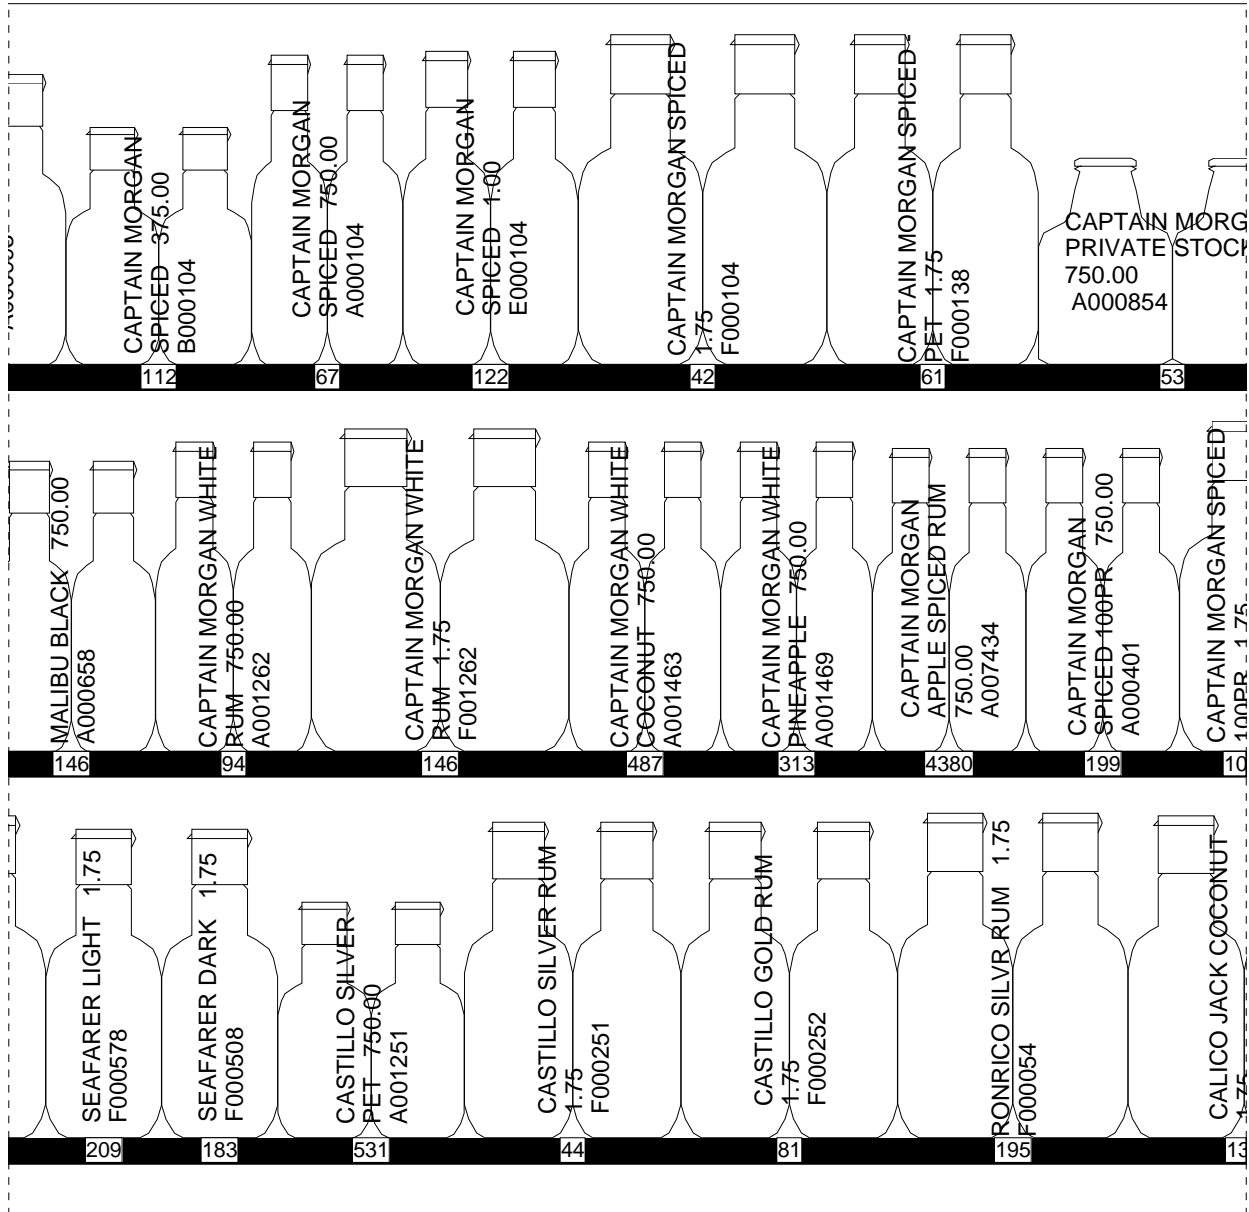 CAPTAIN MORGAN
SPICED 375.00
B000104
CAPTAIN MORGAN
SPICED 750.00
A000104
CAPTAIN MORGAN
SPICED 1.00
E000104
CAPTAIN MORGAN SPICED
1.75
F000104
CAPTAIN MORGAN SPICED-
PET 1.75
F000138
CAPTAIN MORG
PRIVATE STOCK
750.00
A000854
112
67
122
42
61
53
MALIBU BLACK 750.00
A000658
CAPTAIN MORGAN WHITE
RUM 750.00
A001262
CAPTAIN MORGAN WHITE
RUM 1.75
F001262
CAPTAIN MORGAN WHITE
COCONUT 750.00
A001463
CAPTAIN MORGAN WHITE
PINEAPPLE 750.00
A001469
CAPTAIN MORGAN
APPLE SPICED RUM
750.00
A007434
CAPTAIN MORGAN
SPICED 100PR 750.00
A000401
CAPTAIN MORGAN SPICED
100PR 1.75
146
94
146
487
313
4380
199
10
SEAFARER LIGHT 1.75
F000578
SEAFARER DARK 1.75
F000508
CASTILLO SILVER
PET 750.00
A001251
CASTILLO SILVER RUM
1.75
F000251
CASTILLO GOLD RUM
1.75
F000252
RONRICO SILVR RUM 1.75
F000054
CALICO JACK COCONUT
1.75
209
183
531
44
81
195
13